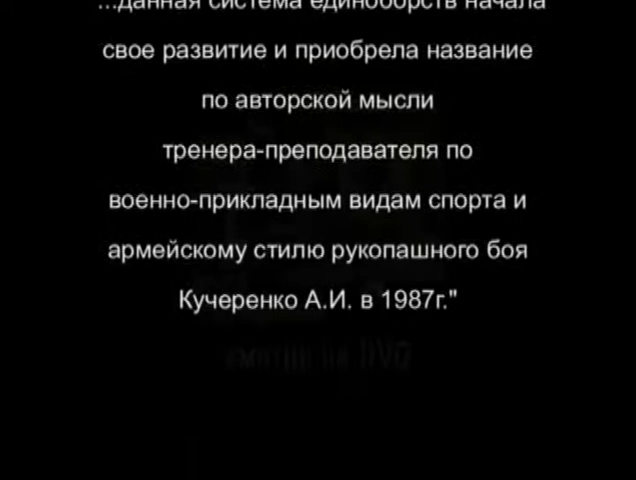 ...данная система единоборств начала
свое развитие и приобрела название
по авторской мысли
тренера-преподавателя по
военно-прикладным видам спорта и
армейскому стилю рукопашного боя
Кучеренко А.И. в 1987г."